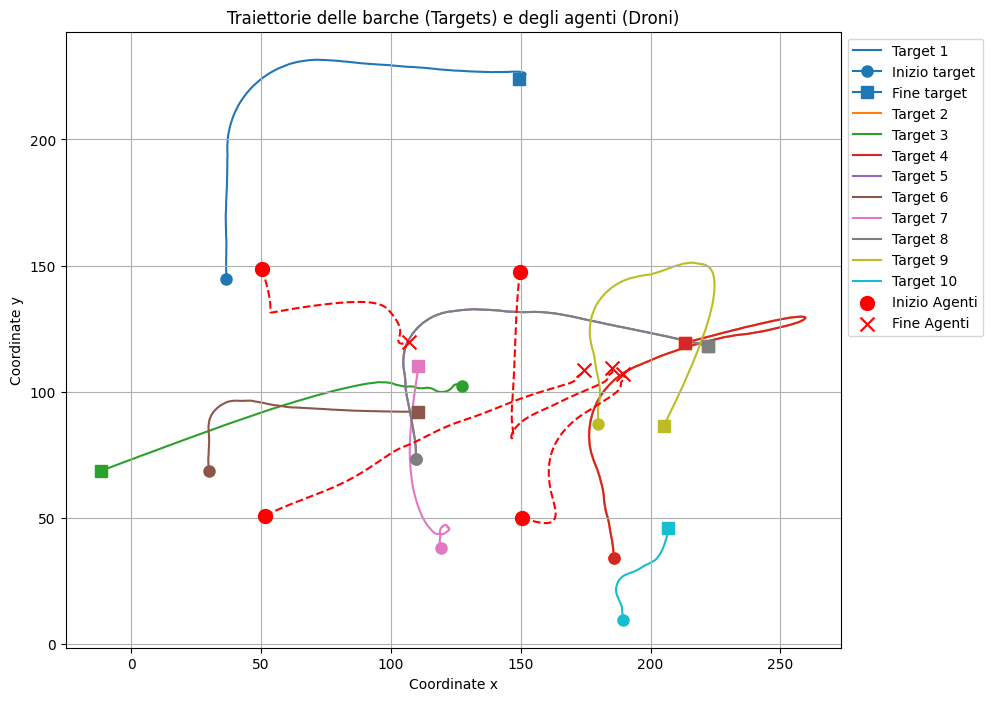 Traiettorie delle barche (Targets) e degli agenti (Droni)
Coordinate y
200
150
100
50
0
0 50 100 150 200 250
Coordinate x
Target 1
Inizio target
Fine target
Target 2
Target 3
Target 4
Target 5
Target 6
Target 7
Target 8
Target 9
Target 10
Inizio Agenti
Fine Agenti